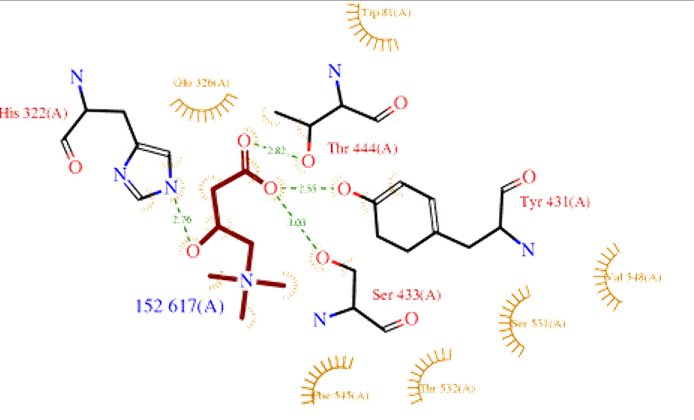 Trp 81(A)
N
N
Glu 326(A)
O
His 322(A)
O
2.82
Thr 444(A)
O
O
N
N
O
2.55
O
O
Tyr 431(A)
2.76
3.03
O
O
N
N
Val 548(A)
152 617(A)
Ser 433(A)
N
O
Ser 551(A)
Phe 545(A)
Thr 532(A)